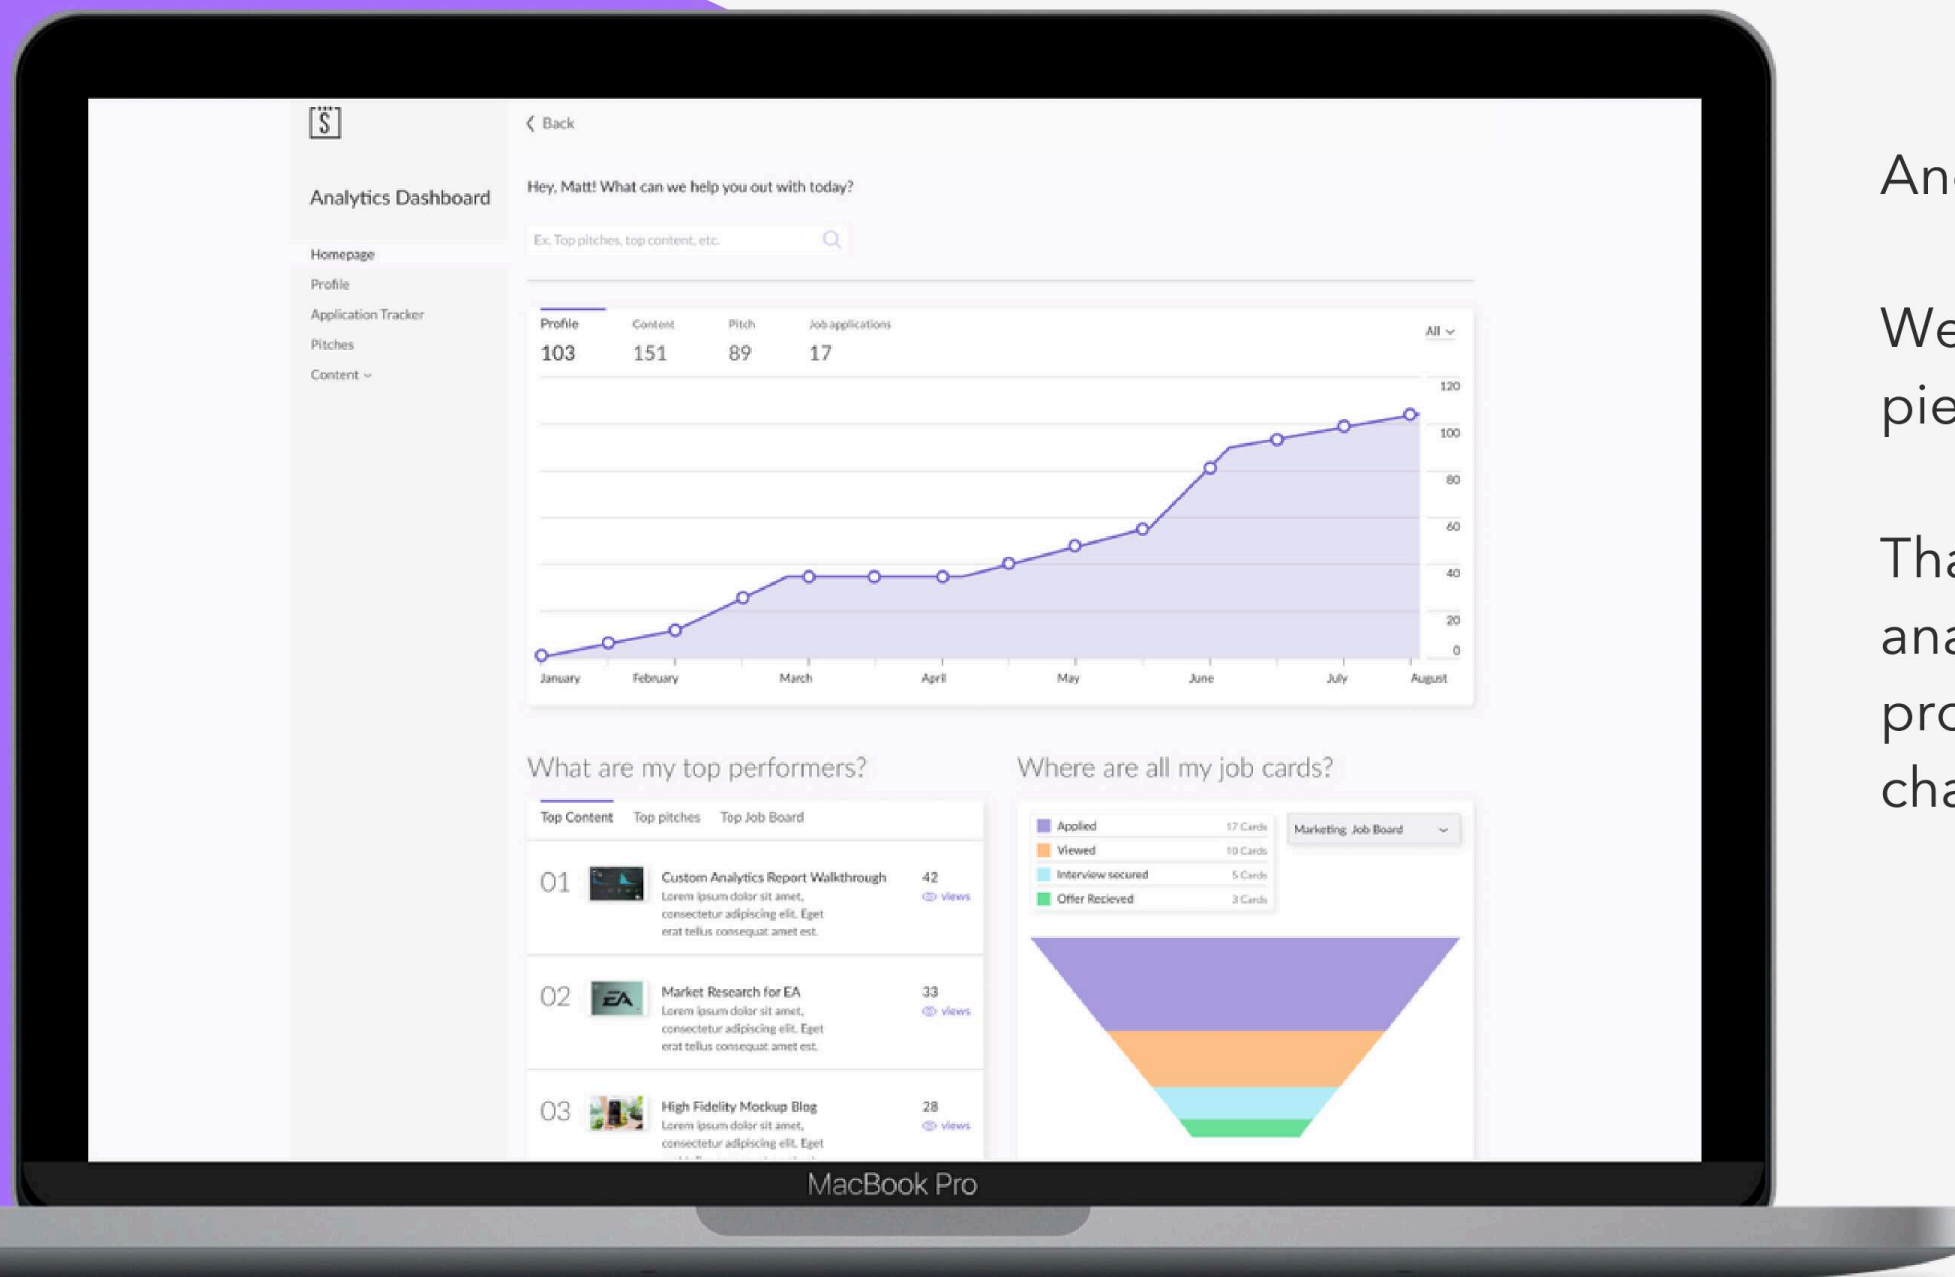 S
Back
Analytics Dashboard
Hey, Matt! What can we help you out with today?
Ex. Top pitches, top content, etc.
Homepage
Profile
Application Tracker
Pitches
Content
Profile Content Pitch Job applications
103 151 89 17
All
120
100
80
60
40
20
0
January February March April May June July August
What are my top performers?
Top Content Top pitches Top Job Board
01
Custom Analytics Report Walkthrough
Lorem ipsum dolor sit amet,
consectetur adipiscing elit. Eget
erat tellus consequat amet est.
42
views
02
EA
Market Research for EA
Lorem ipsum dolor sit amet,
consectetur adipiscing elit. Eget
erat tellus consequat amet est.
33
views
03
High Fidelity Mockup Blog
Lorem ipsum dolor sit amet,
consectetur adipiscing elit. Eget
28
views
Where are all my job cards?
Applied 17 Cards
Viewed 10 Cards
Interview secured 5 Cards
Offer Recieved 3 Cards
Marketing Job Board
MacBook Pro
We